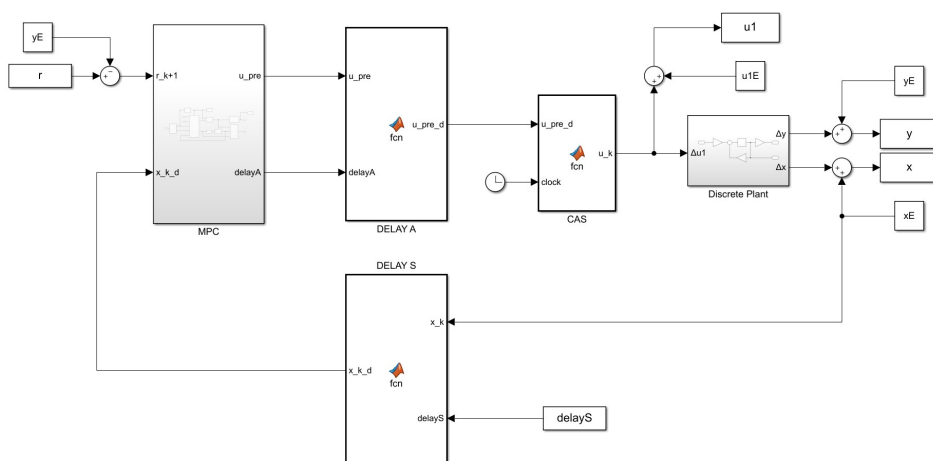 yE
r
r_k+1
x_k_d
u_pre
delayA
MPC
u_pre
delayA
u_pre_d
fcn
DELAY A
u_pre_d
clock
fcn
u_k
CAS
u1
u1E
Δu1
Δy
Δx
Discrete Plant
yE
y
x
xE
DELAY S
x_k
x_k_d
fcn
delayS
delayS